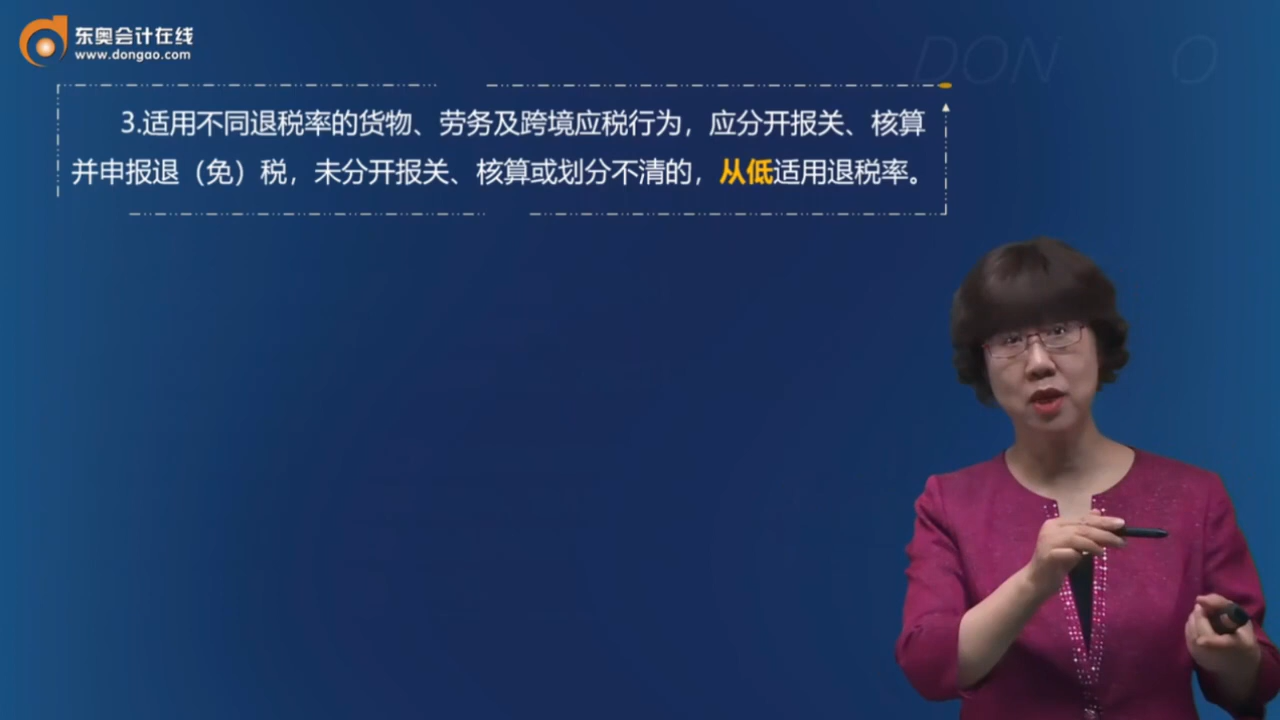 东奥会计在线
www.dongao.com
DON O
3.适用不同退税率的货物、劳务及跨境应税行为，应分开报关、核算
并申报退（免）税，未分开报关、核算或划分不清的，从低适用退税率。